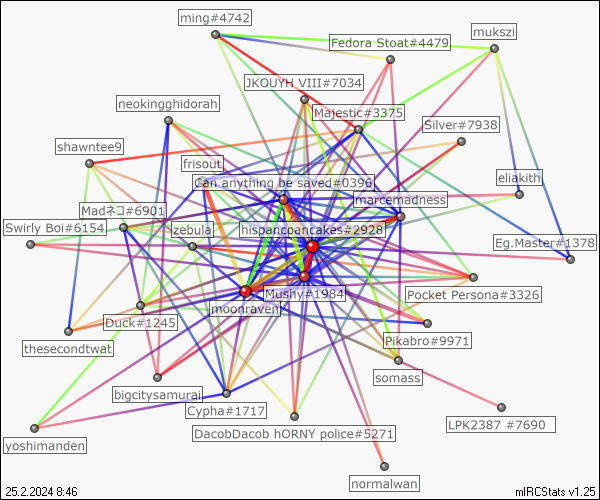 ming#4742
mukszi
Fedora Stoat#4479
JKOUYH VIII#7034
neokingghidorah
Majestic#3375
Silver#7938
shawntee9
frisout
eliakith
Can anything be saved#0396
marcemadness
Madネコ#6901
Swirly Boi#6154
zebula
hispancpancakes#2928
Eg.Master#1378
Mushy#1984
Pocket Persona#3326
moonraven
Duck#1245
Pikabro#9971
thesecondtwat
somass
bigcitysamurai
Cypha#1717
LPK2387 #7690
DacobDacob hORNY police#5271
yoshimanden
normalwan
25.2.2024 8:46
mIRCStats v1.25